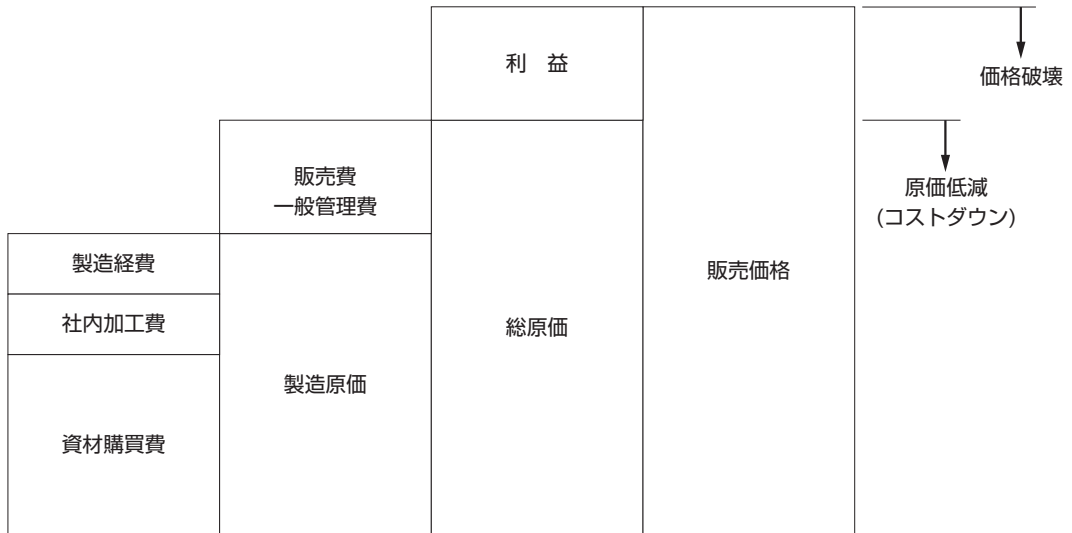 利　益
価格破壊
販売費
一般管理費
原価低減
(コストダウン)
製造経費
販売価格
社内加工費
総原価
製造原価
資材購買費